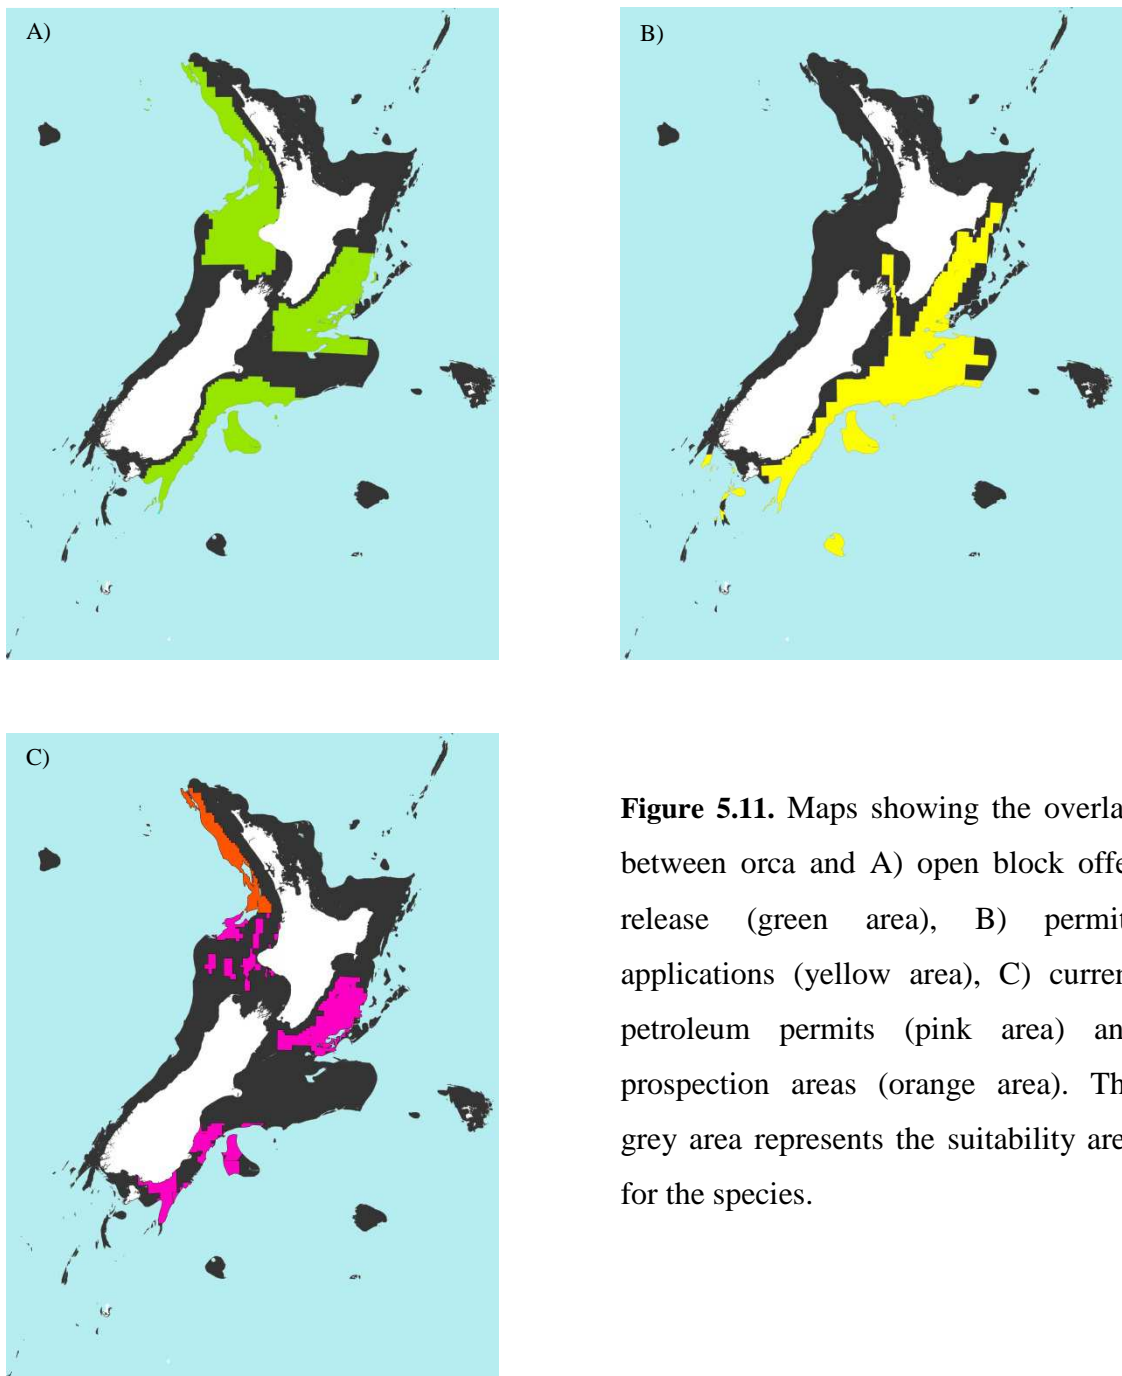 A)
B)
C)
Figure 5.11. Maps showing the overla
between orca and A) open block offe
release (green area), B) permit
applications (yellow area), C) curren
petroleum permits (pink area) an
prospection areas (orange area). Th
grey area represents the suitability are
for the species.